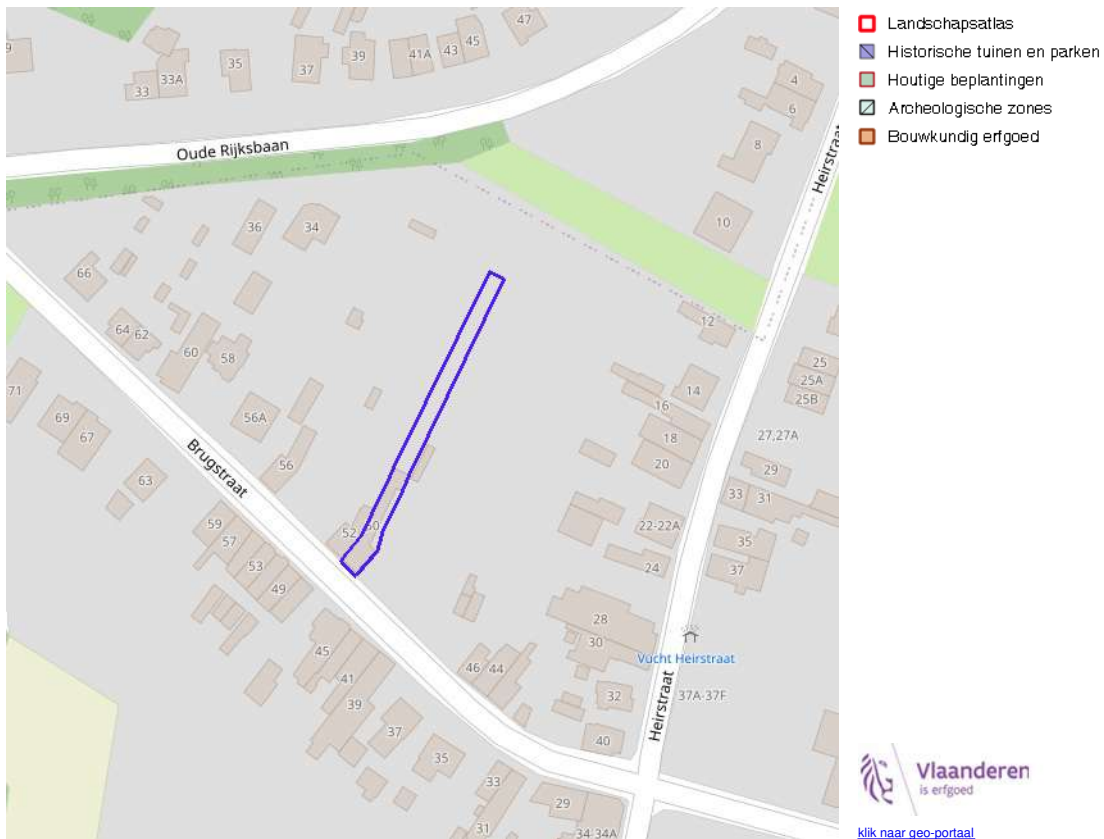 47
45
43
41A
39
9
37
35
33A
33
4
6
8
10
Oude Rijksbaan
Heirstraat
36
34
66
64 62
60
58
12
14
16
18
20
25
25A
25B
27,27A
29
33 31
35
37
71
69
67
56A
56
63
Brugstraat
59
57
53
49
52
50
22-22A
24
28
30
Vucht Heirstraat
46 44
45
41
39
37
35
33
31
32
37A-37F
40
Heirstraat
29
34-34A
Landschapsatlas
Historische tuinen en parken
Houtige beplantingen
Archeologische zones
Bouwkundig erfgoed
Vlaanderen
is erfgoed
klik naar geo-portaal